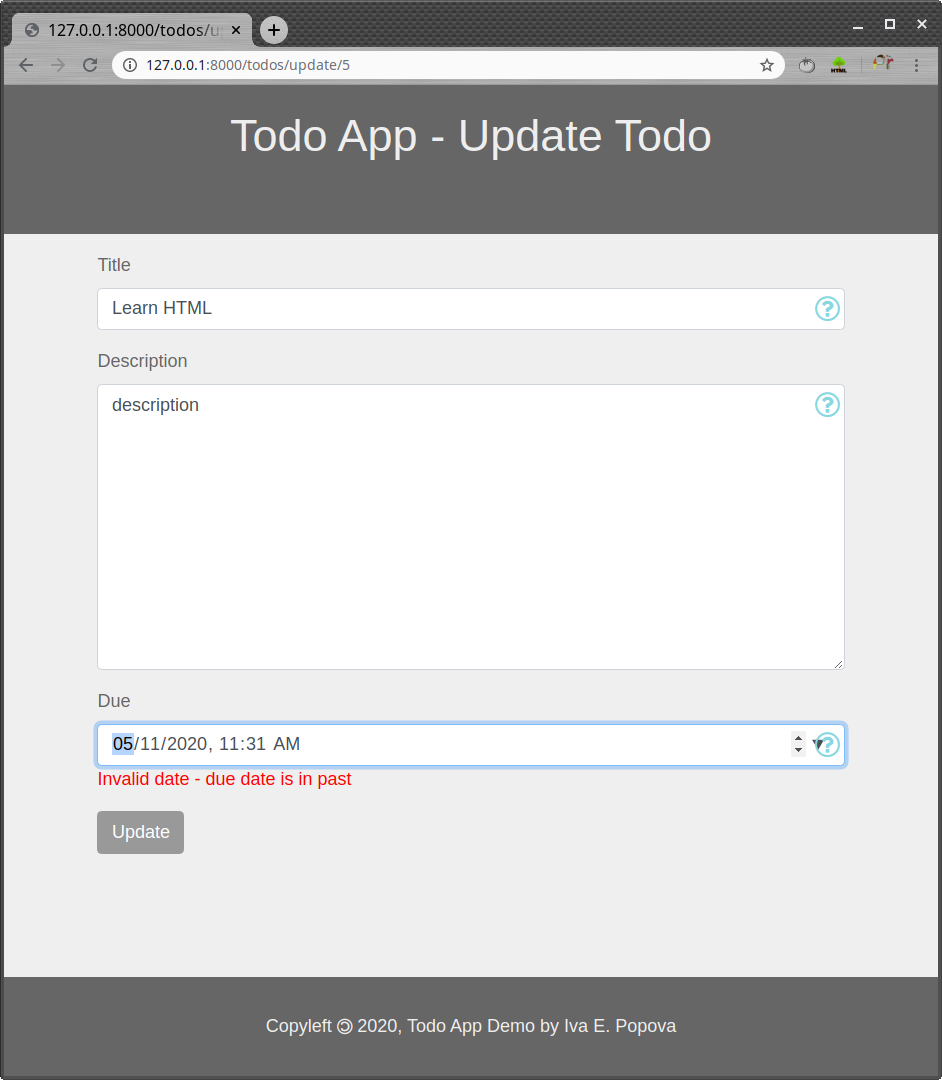 127.0.0.1:8000/todos/u
127.0.0.1:8000/todos/update/5
HTML
Todo App - Update Todo
Title
Learn HTML
?
Description
description
?
Due
05/11/2020, 11:31 AM
?
Invalid date - due date is in past
Update
Copyleft 🄯 2020, Todo App Demo by Iva E. Popova